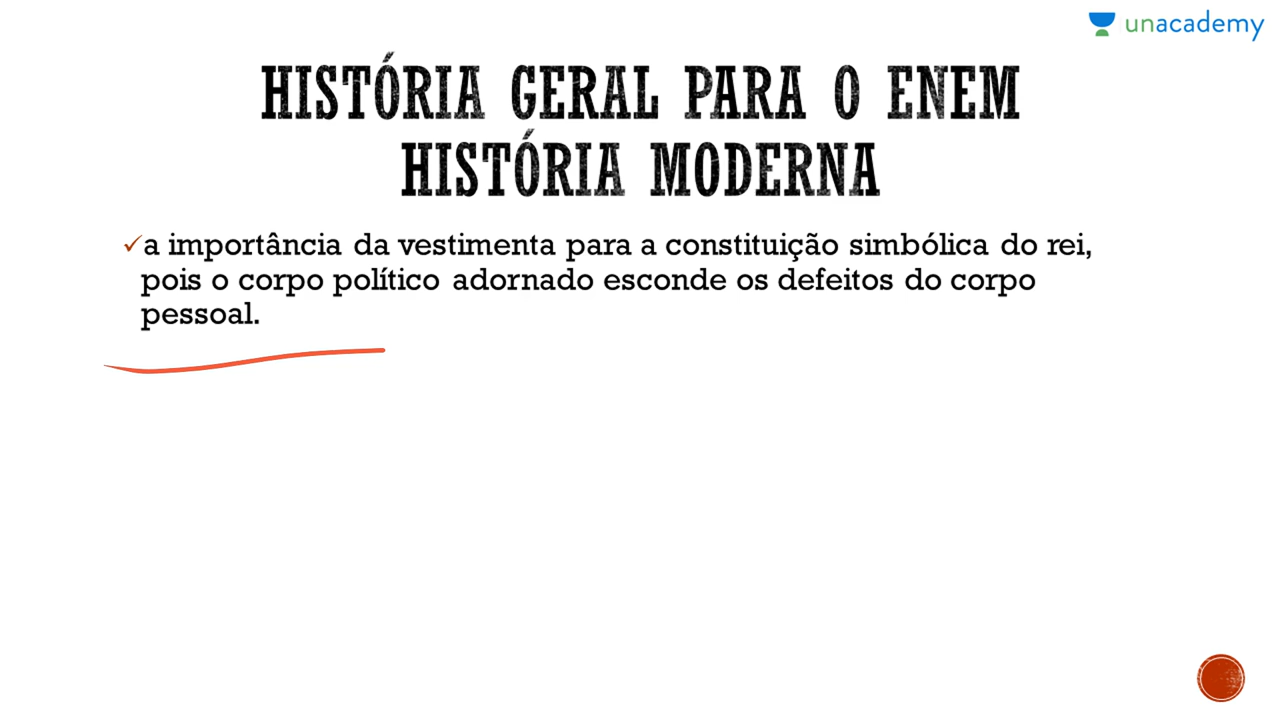 unacademy
HISTÓRIA GERAL PARA O ENEM
HISTÓRIA MODERNA
✓a importância da vestimenta para a constituição simbólica do rei,
pois o corpo político adornado esconde os defeitos do corpo
pessoal.